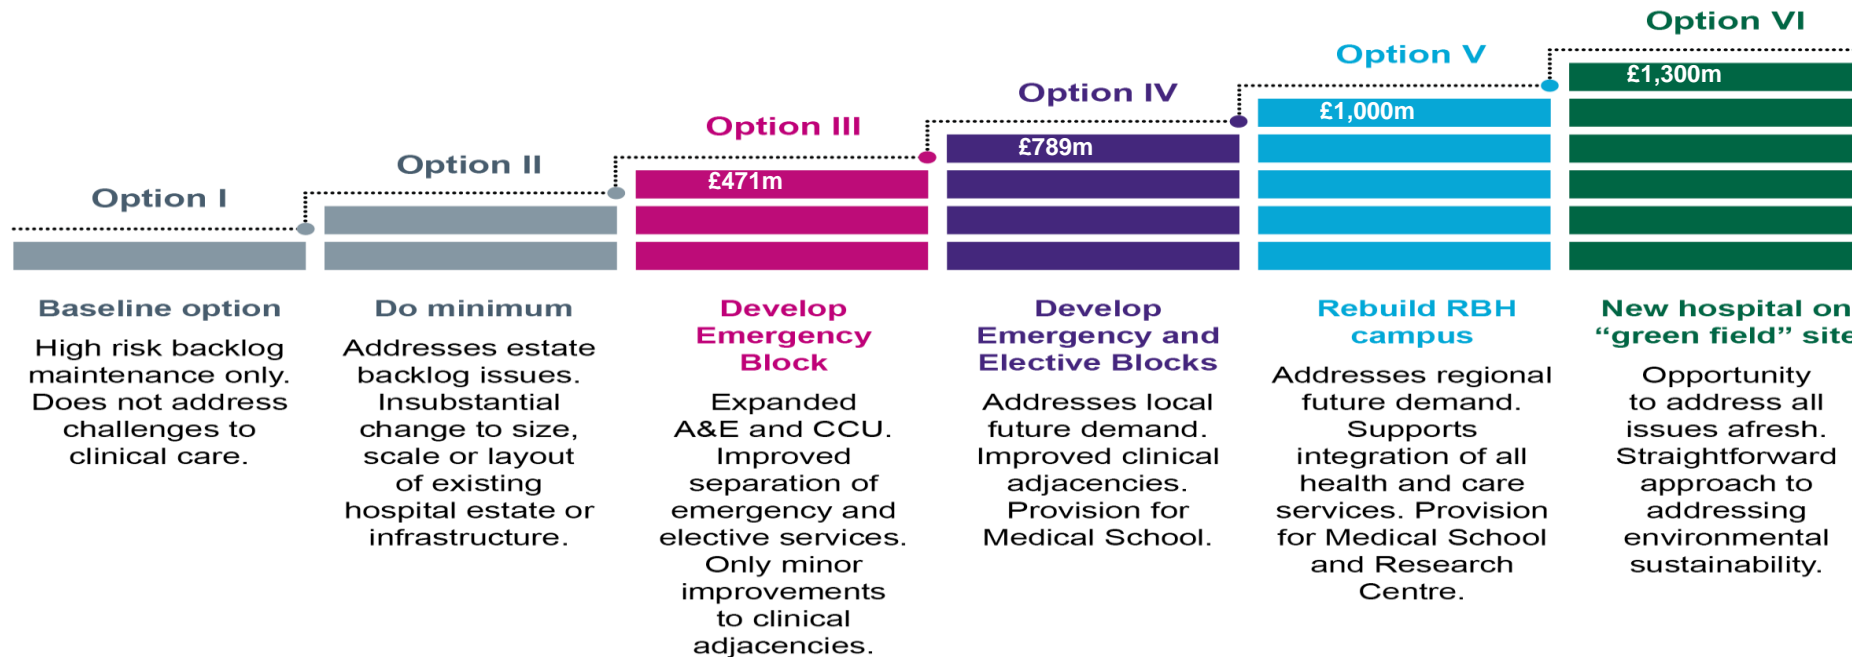 Option I
Baseline option
High risk backlog
maintenance only.
Does not address
challenges to
clinical care.
Option II
Do minimum
Addresses estate
backlog issues.
Insubstantial
change to size,
scale or layout
of existing
hospital estate or
infrastructure.
Option III
£471m
Develop
Emergency
Block
Expanded
A&E and CCU.
Improved
separation of
emergency and
elective services.
Only minor
improvements
to clinical
adjacencies.
Option IV
£789m
Develop
Emergency and
Elective Blocks
Addresses local
future demand.
Improved clinical
adjacencies.
Provision for
Medical School.
Option V
£1,000m
Rebuild RBH
campus
Addresses regional
future demand.
Supports
integration of all
health and care
services. Provision
for Medical School
and Research
Centre.
Option VI
£1,300m
New hospital on
“green field” site
Opportunity
to address all
issues afresh.
Straightforward
approach to
addressing
environmental
sustainability.